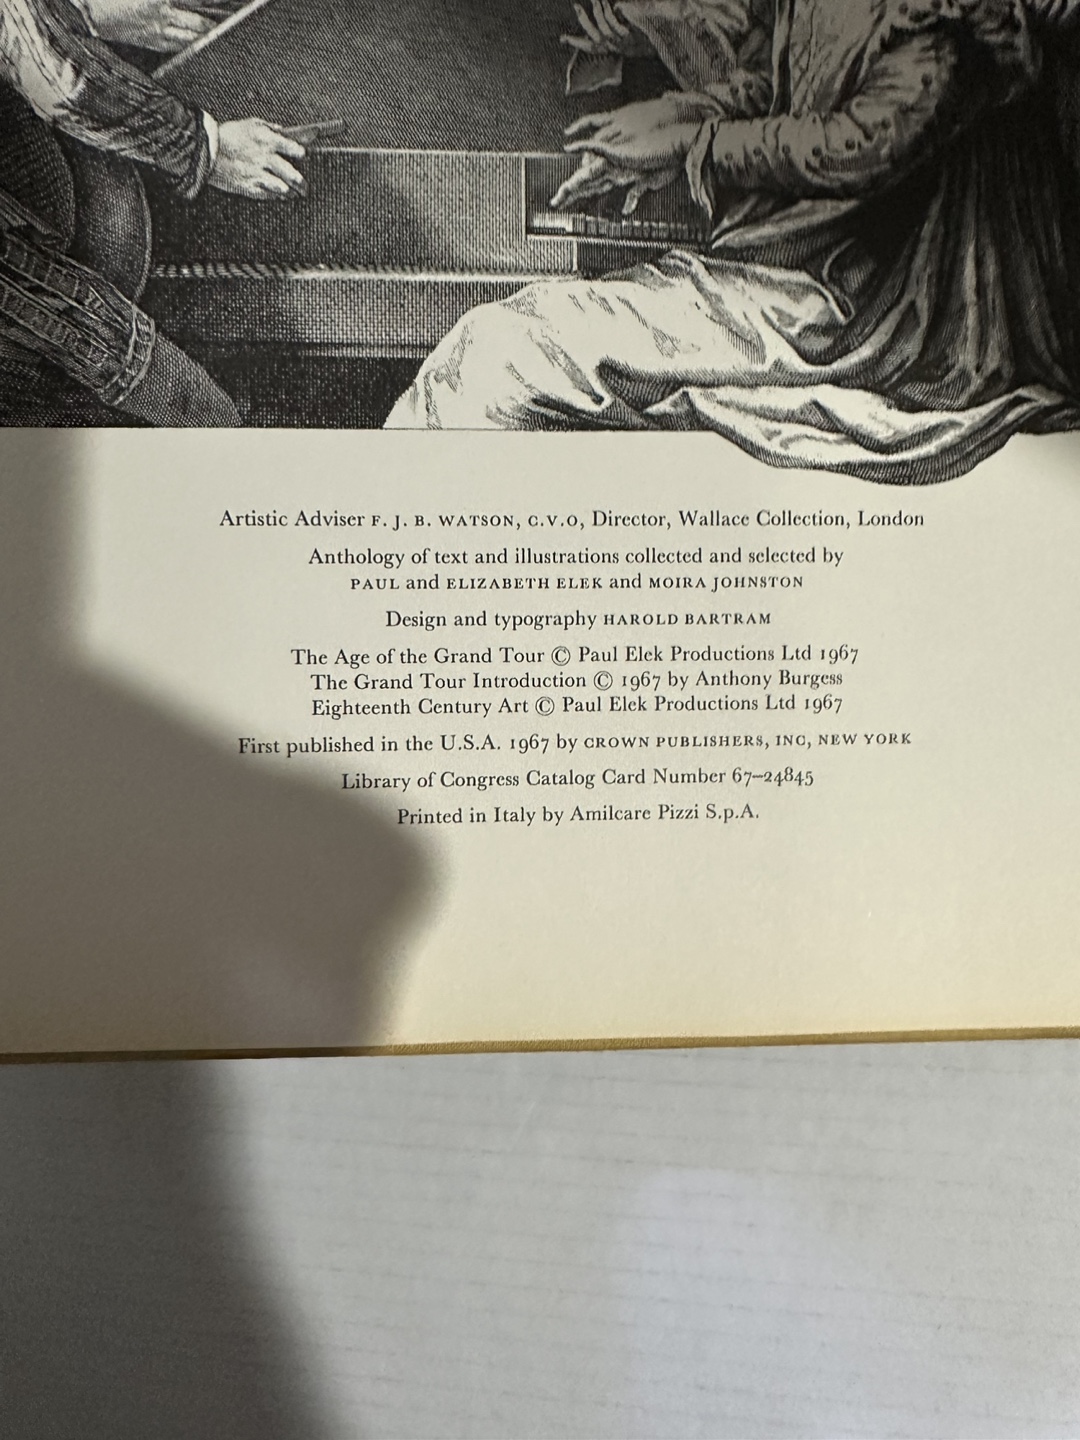 Artistic Adviser F. J. B. WATSON, C.V.O, Director, Wallace Collection, London
Anthology of text and illustrations collected and selected by
PAUL and ELIZABETH ELEK and MOIRA JOHNSTON
Design and typography HAROLD BARTRAM
The Age of the Grand Tour © Paul Elek Productions Ltd 1967
The Grand Tour Introduction © 1967 by Anthony Burgess
Eighteenth Century Art © Paul Elek Productions Ltd 1967
First published in the U.S.A. 1967 by CROWN PUBLISHERS, INC, NEW YORK
Library of Congress Catalog Card Number 67–24845
Printed in Italy by Amilcare Pizzi S.p.A.